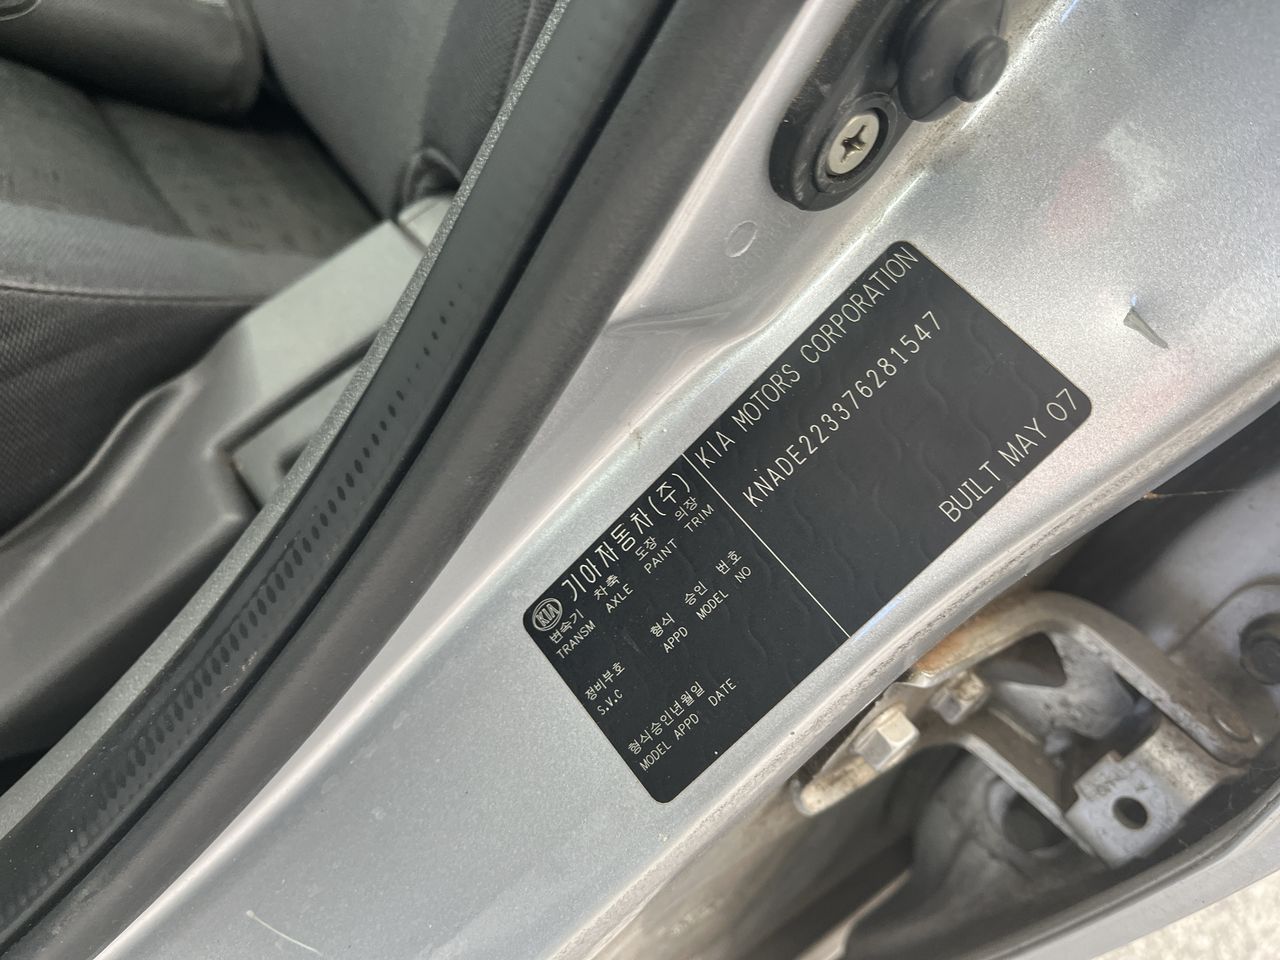 KIA 기아자동차(주)
KIA MOTORS CORPORATION
변속기 차축 도장 의장
TRANSM AXLE PAINT TRIM
KNADE223376281547
형식 승인 번호
APPD MODEL NO
BUILT MAY 07
정비부호
S.V.C
형식승인년월일
MODEL APPD DATE